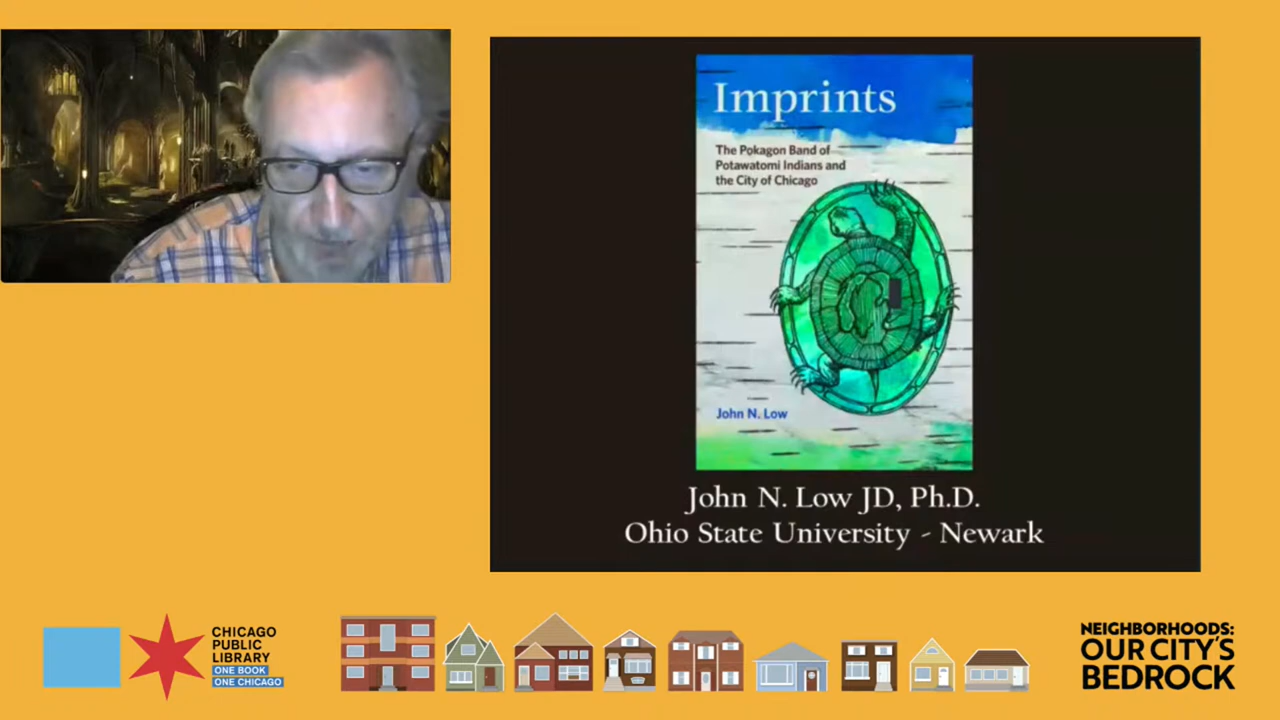 Imprints
The Pokagon Band of
Potawatomi Indians and
the City of Chicago
John N. Low
John N. Low JD, Ph.D.
Ohio State University - Newark
CHICAGO
PUBLIC
LIBRARY
ONE BOOK
ONE CHICAGO
NEIGHBORHOODS:
OUR CITY'S
BEDROCK